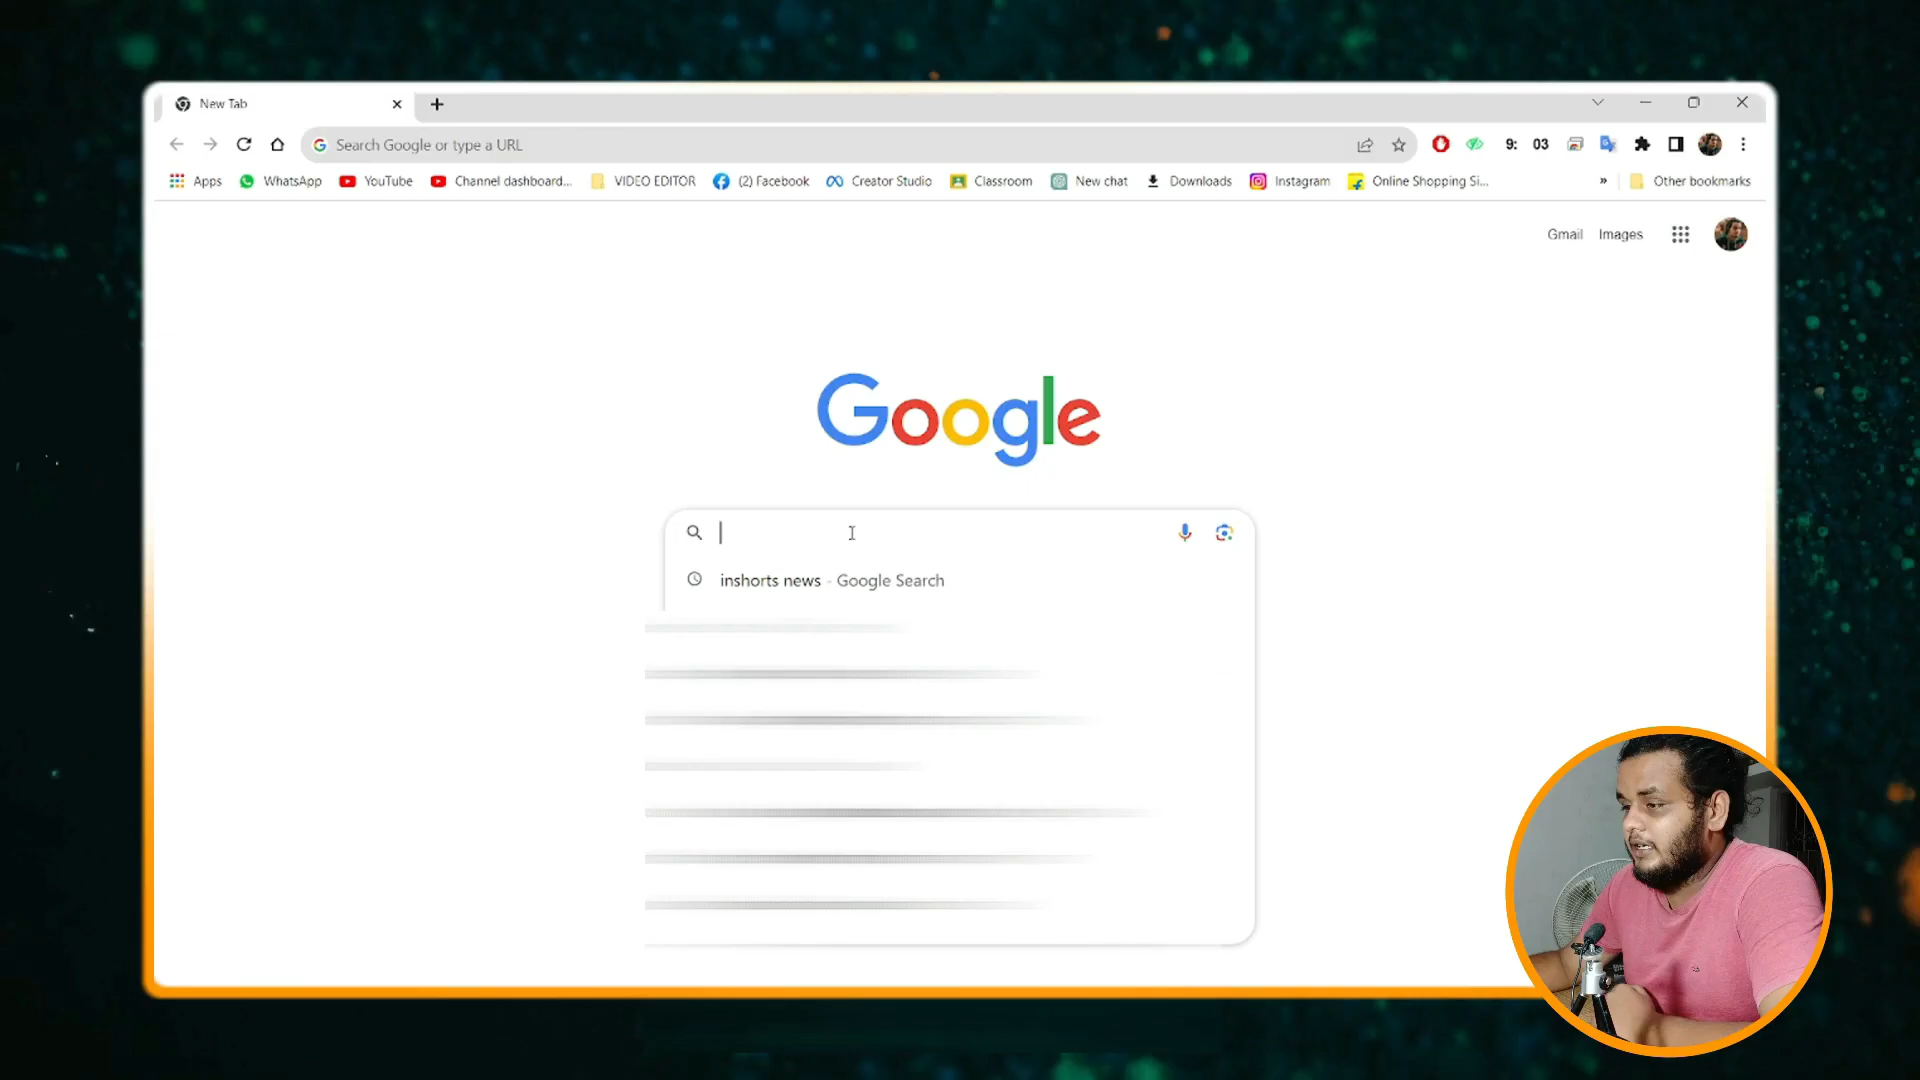 New Tab
Search Google or type a URL
9: 03
Apps WhatsApp YouTube Channel dashboard... VIDEO EDITOR (2) Facebook Creator Studio Classroom New chat Downloads Instagram Online Shopping Si... » Other bookmarks
Gmail Images
Google
inshorts news - Google Search